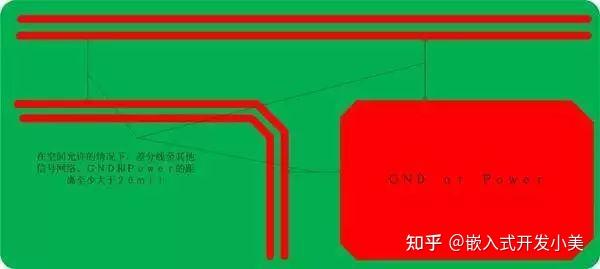 在空间允许的情况下，差分线至其他
信号网络、GND和Power的距
离至少大于20mil
GND or Power
知乎 @嵌入式开发小美